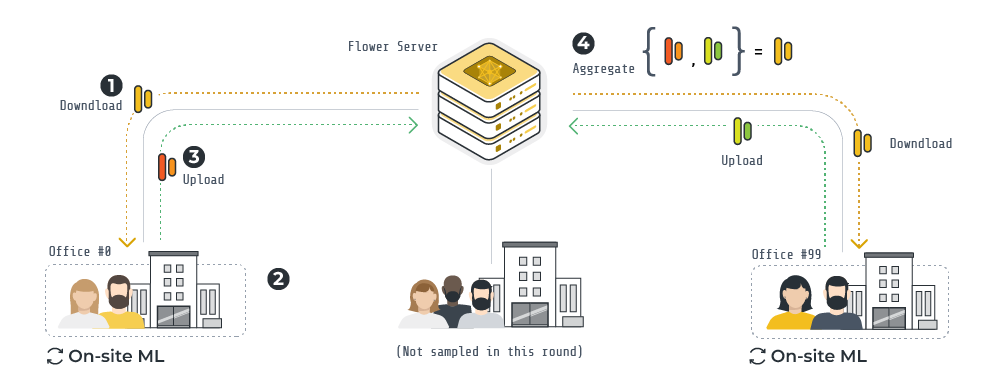 Flower Server
4
Aggregate { , } =
1
Downdload
3
Upload
Upload
Downdload
Office #0
2
Office #99
(Not sampled in this round)
On-site ML
On-site ML